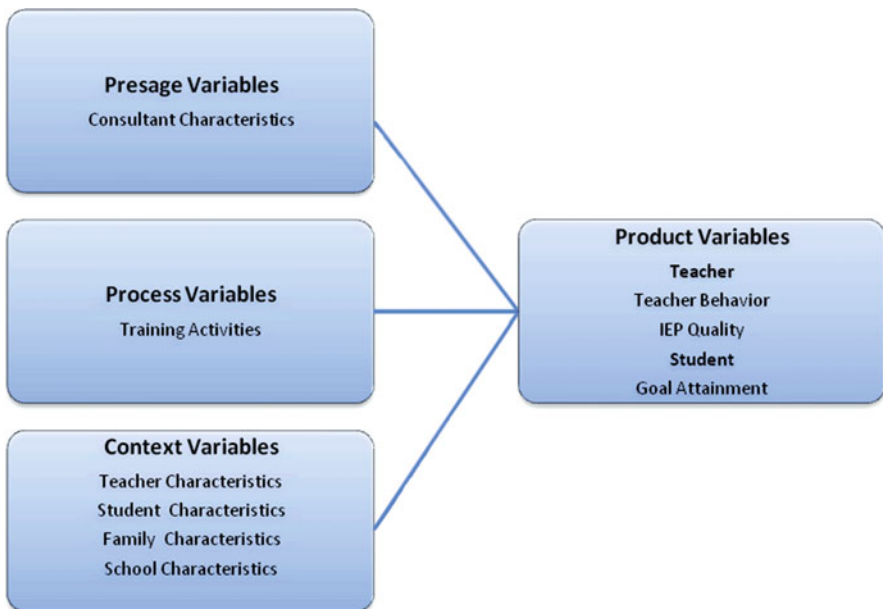 Presage Variables
Consultant Characteristics
Process Variables
Training Activities
Context Variables
Teacher Characteristics
Student Characteristics
Family Characteristics
School Characteristics
Product Variables
Teacher
Teacher Behavior
IEP Quality
Student
Goal Attainment